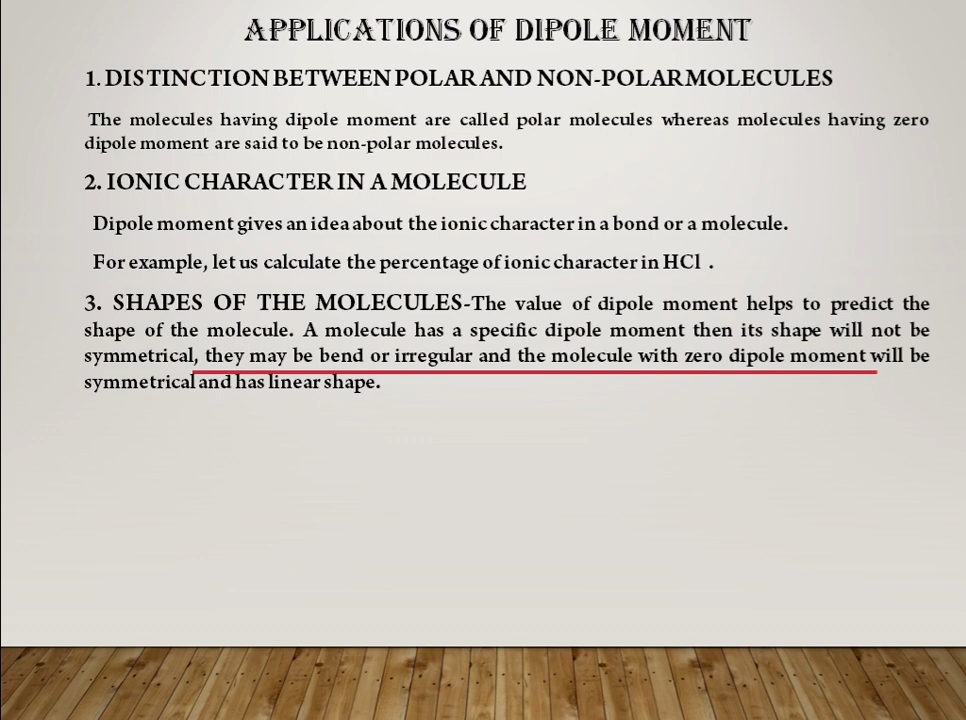 APPLICATIONS OF DIPOLE MOMENT
1. DISTINCTION BETWEEN POLAR AND NON-POLAR MOLECULES
The molecules having dipole moment are called polar molecules whereas molecules having zero
dipole moment are said to be non-polar molecules.
2. IONIC CHARACTER IN A MOLECULE
Dipole moment gives an idea about the ionic character in a bond or a molecule.
For example, let us calculate the percentage of ionic character in HCl .
3. SHAPES OF THE MOLECULES-The value of dipole moment helps to predict the
shape of the molecule. A molecule has a specific dipole moment then its shape will not be
symmetrical, they may be bend or irregular and the molecule with zero dipole moment will be
symmetrical and has linear shape.